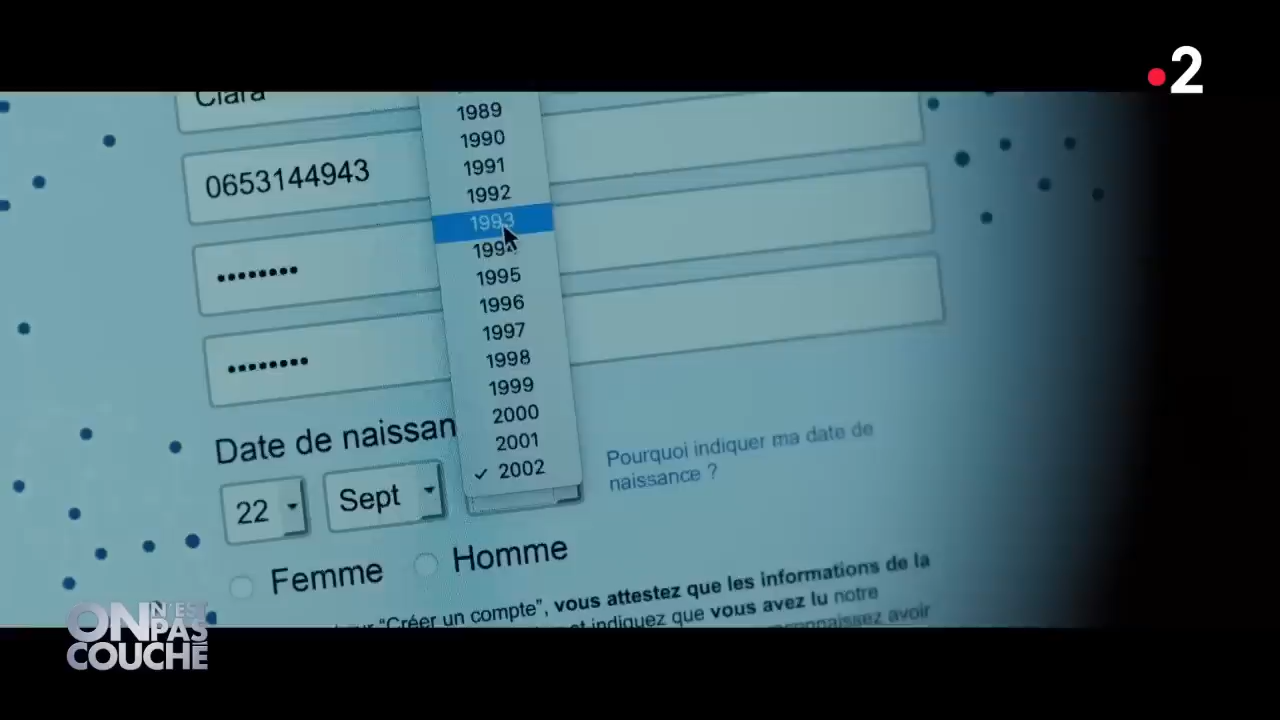 2
Clara
1989
0653144943
1990
1991
1992
1993
1994
1995
1996
1997
1998
1999
2000
2001
✓ 2002
Date de naissan
22
Sept
Pourquoi indiquer ma date de
naissance ?
Femme
Homme
“Créer un compte”, vous attestez que les informations de la
et indiquez que vous avez lu notre
avoir
ON N'EST
PAS
COUCHÉ